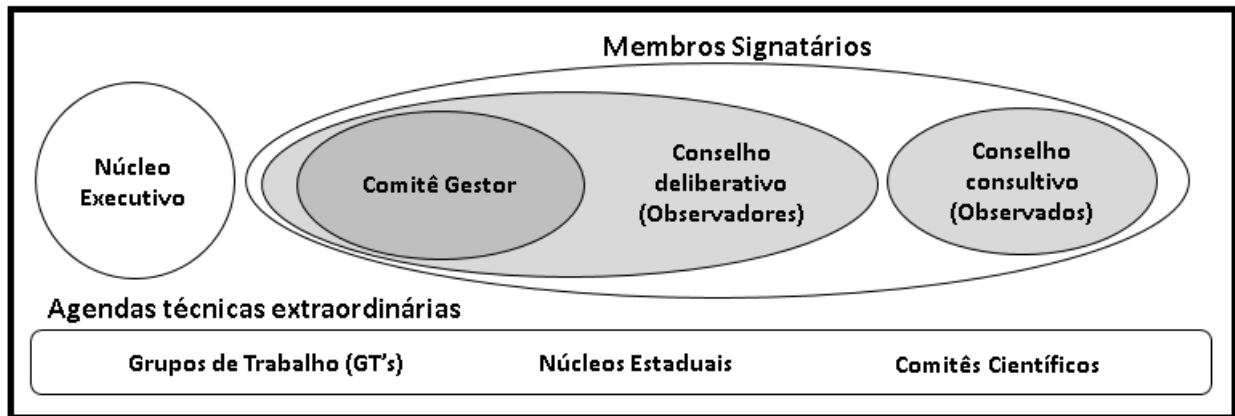 Membros Signatários
Núcleo
Executivo
Comitê Gestor
Conselho
deliberativo
(Observadores)
Conselho
consultivo
(Observados)
Agendas técnicas extraordinárias
Grupos de Trabalho (GT's)
Núcleos Estaduais
Comitês Científicos